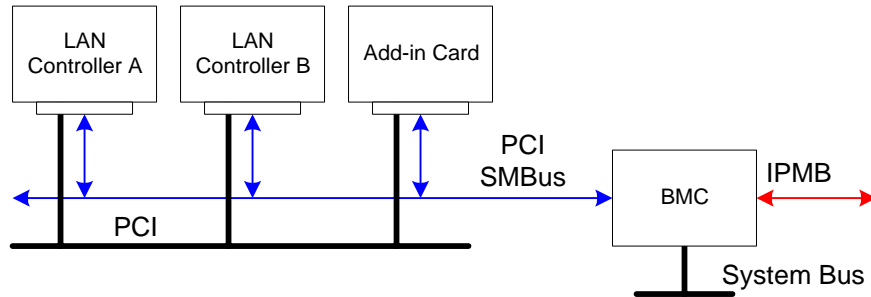 LAN
Controller A
LAN
Controller B
Add-in Card
PCI
SMBus
BMC
IPMB
PCI
System Bus